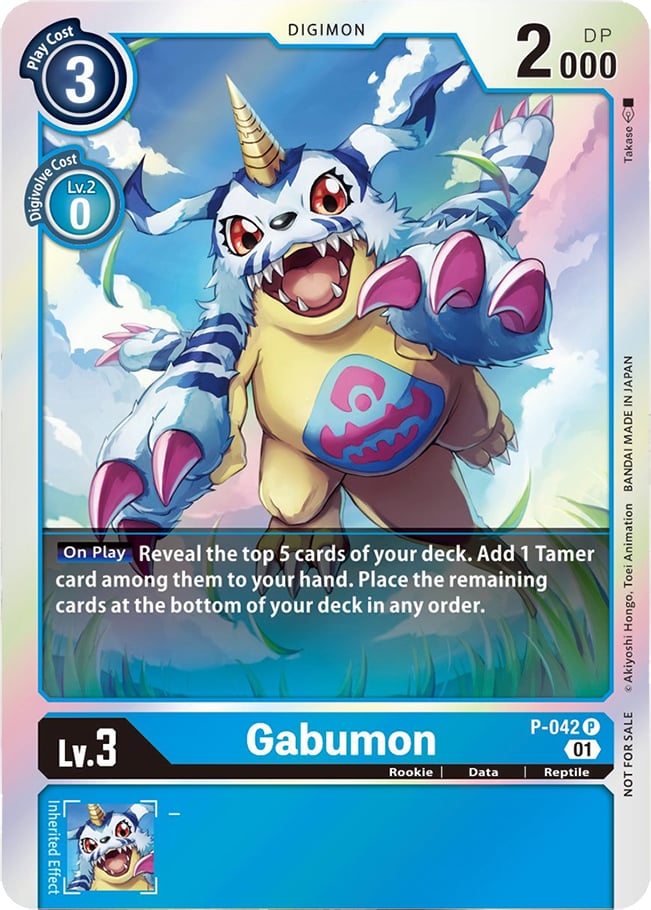 DIGIMON
Play Cost
3
DP
2000
Digivolve Cost
Lv.2
0
Takase
On Play Reveal the top 5 cards of your deck. Add 1 Tamer
card among them to your hand. Place the remaining
cards at the bottom of your deck in any order.
© Akiyoshi Hongo, Toei Animation BANDAI MADE IN JAPAN
NOT FOR SALE
Lv.3
Gabumon
P-042 P
01
Rookie | Data | Reptile
Inherited Effect
–